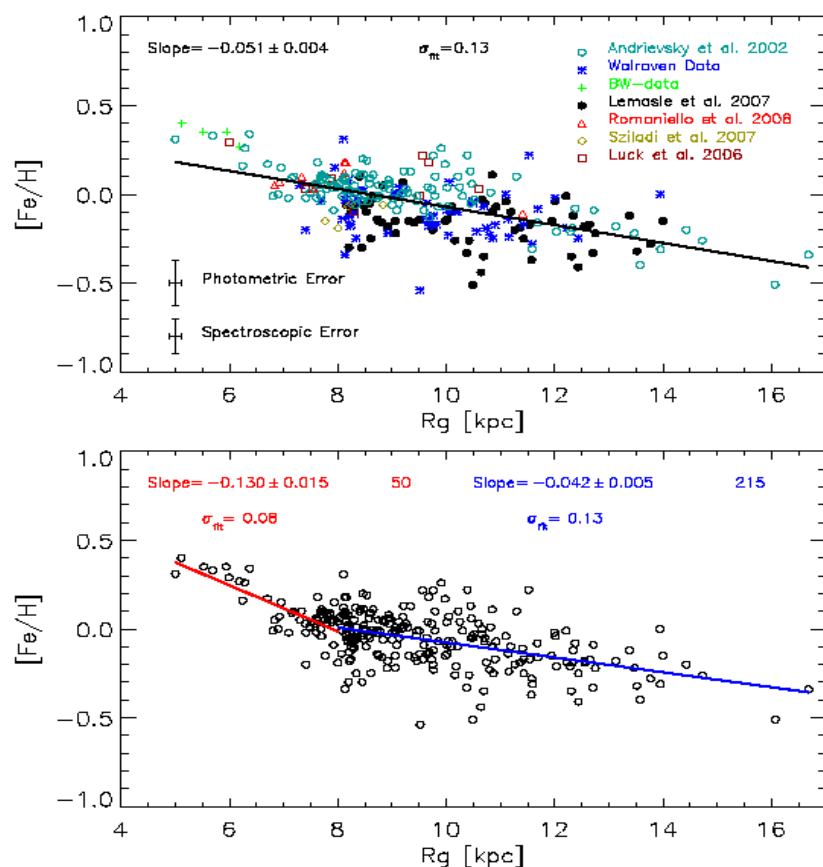 1.0
Slope= −0.051 ± 0.004
σfit=0.13
Andrievsky et al. 2002
Walraven Data
BW−data
Lemasle et al. 2007
Romaniello et al. 2008
Sziladi et al. 2007
Luck et al. 2006
0.5
0.0
−0.5
−1.0
[Fe/H]
Photometric Error
Spectroscopic Error
4 6 8 10 12 14 16
Rg [kpc]
1.0
Slope= −0.130 ± 0.015 50 Slope= −0.042 ± 0.005 215
σfit= 0.08 σfit= 0.13
0.5
0.0
−0.5
−1.0
[Fe/H]
4 6 8 10 12 14 16
Rg [kpc]